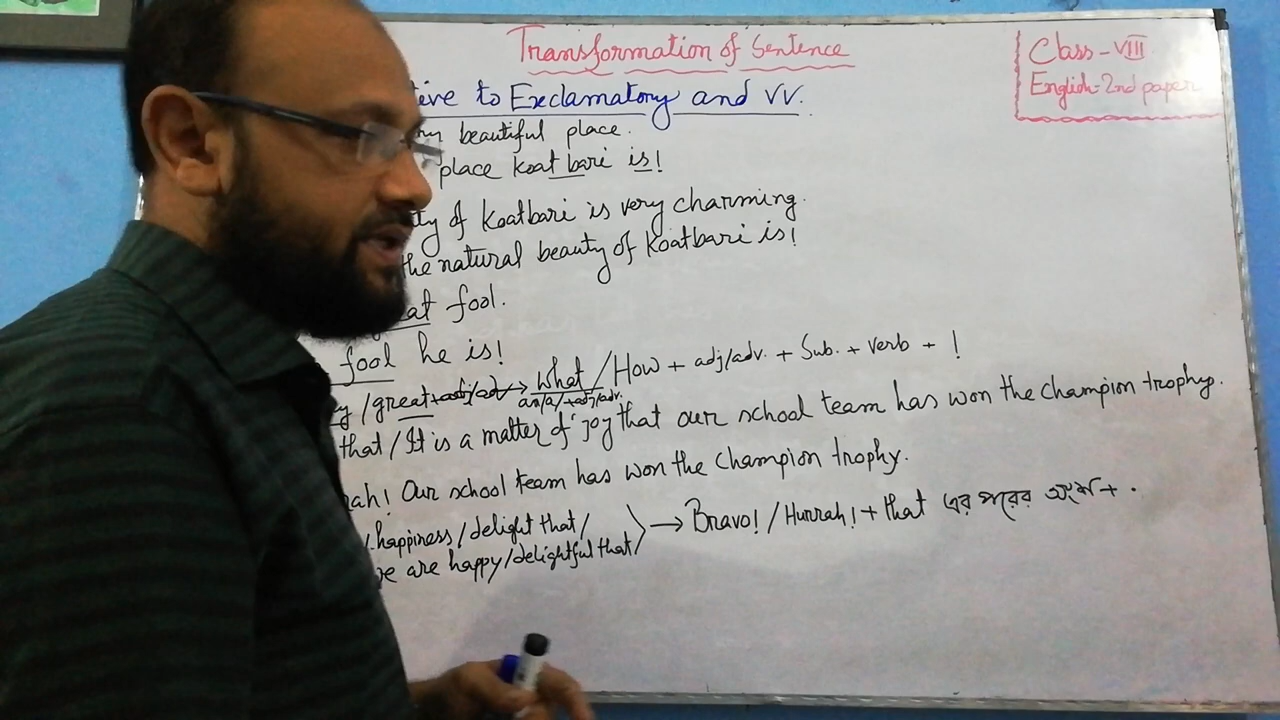 Transformation of Sentence
Class-VIII
English-2nd paper
tive to Exclamatory and VV.
ry beautiful place.
place Koatbari is!
ty of Koatbari is very charming.
the natural beauty of Koatbari is!
at fool.
fool he is!
y/great+adj/ad → what/How + adj/adv. + Sub. + verb + !
an/a/+adj/adv.
that/It is a matter of joy that our school team has won the champion trophy.
rah! Our school team has won the Champion trophy.
happiness/delight that/
→ Bravo!/Hurrah! + that এর পরের অংশ + .
we are happy/delightful that/